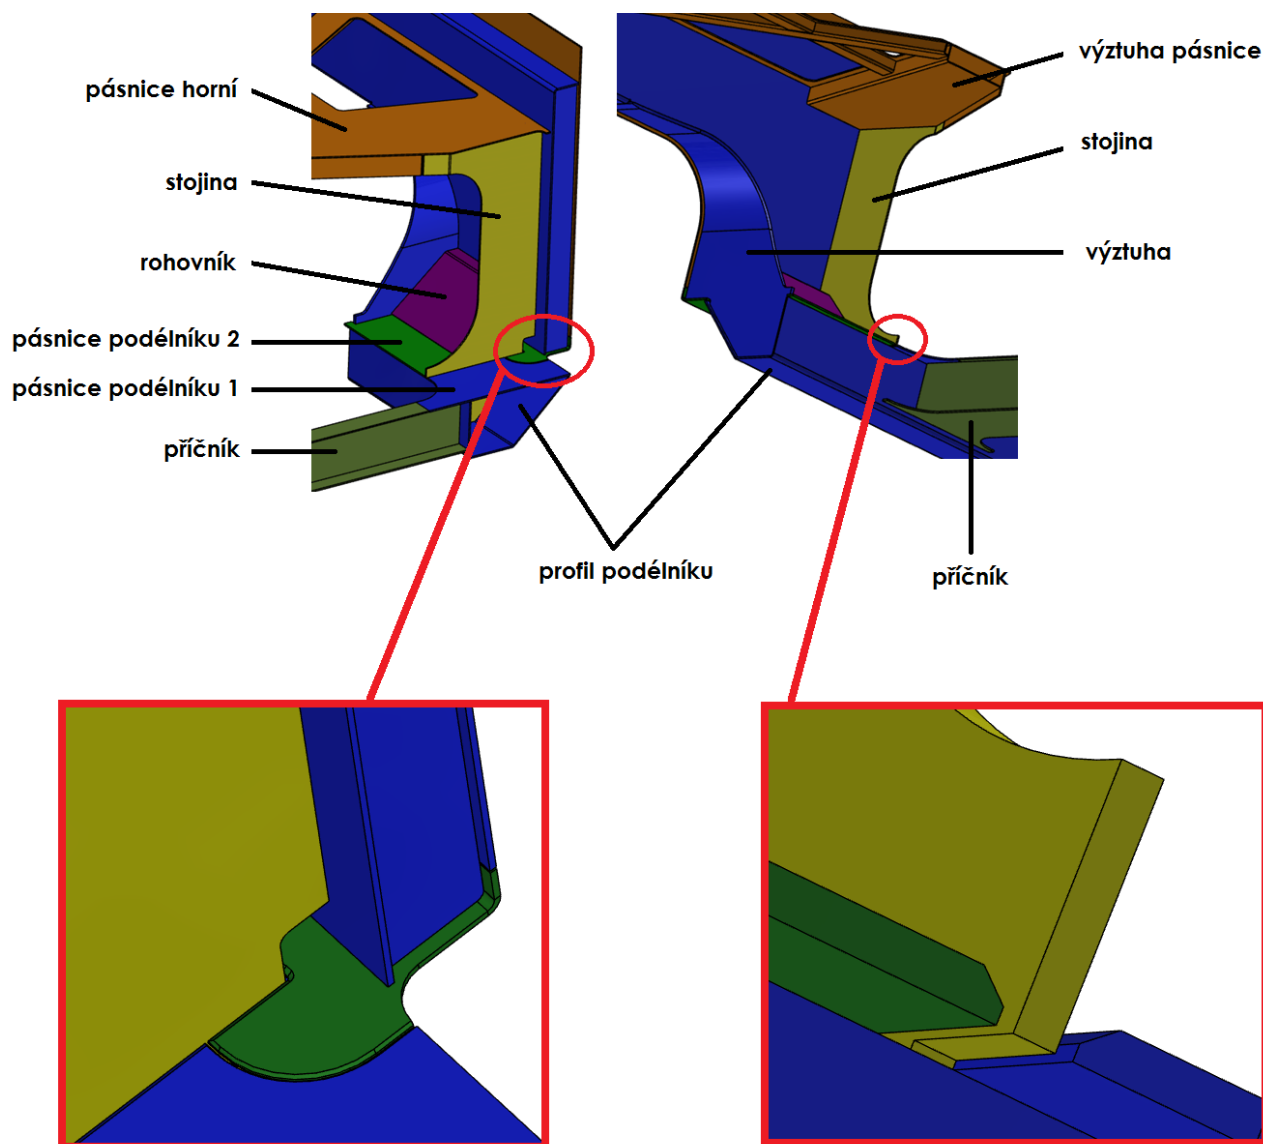 pásnice horní
stojina
rohovník
pásnice podélníku 2
pásnice podélníku 1
příčník
výztuha pásnice
stojina
výztuha
profil podélníku
příčník